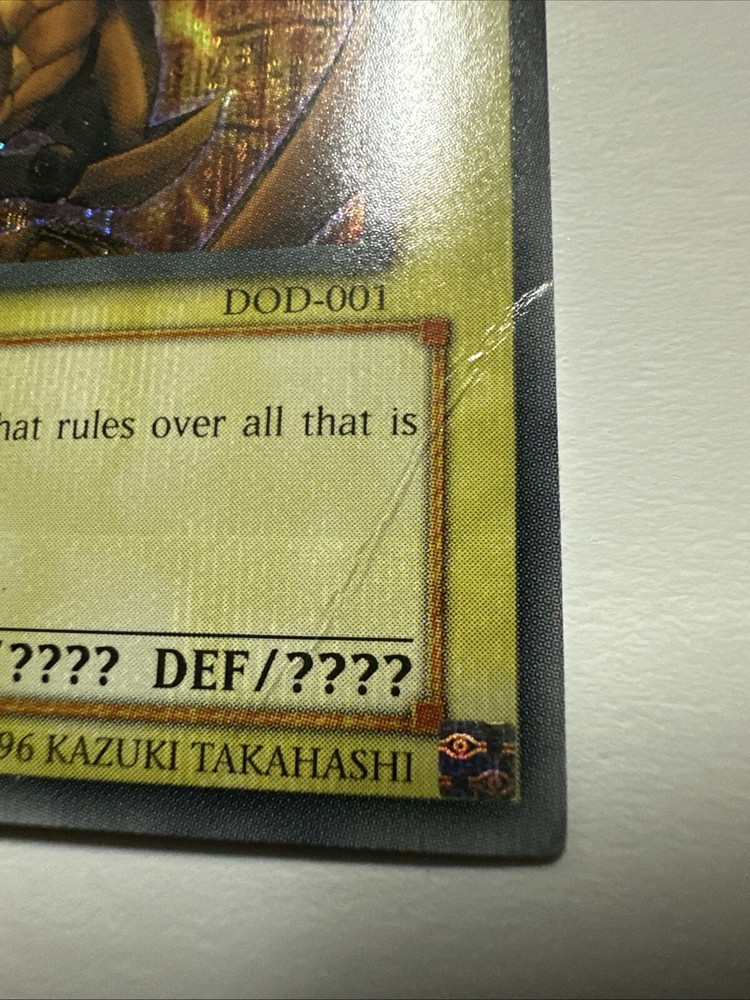 DOD-001
hat rules over all that is
/???? DEF/????
96 KAZUKI TAKAHASHI